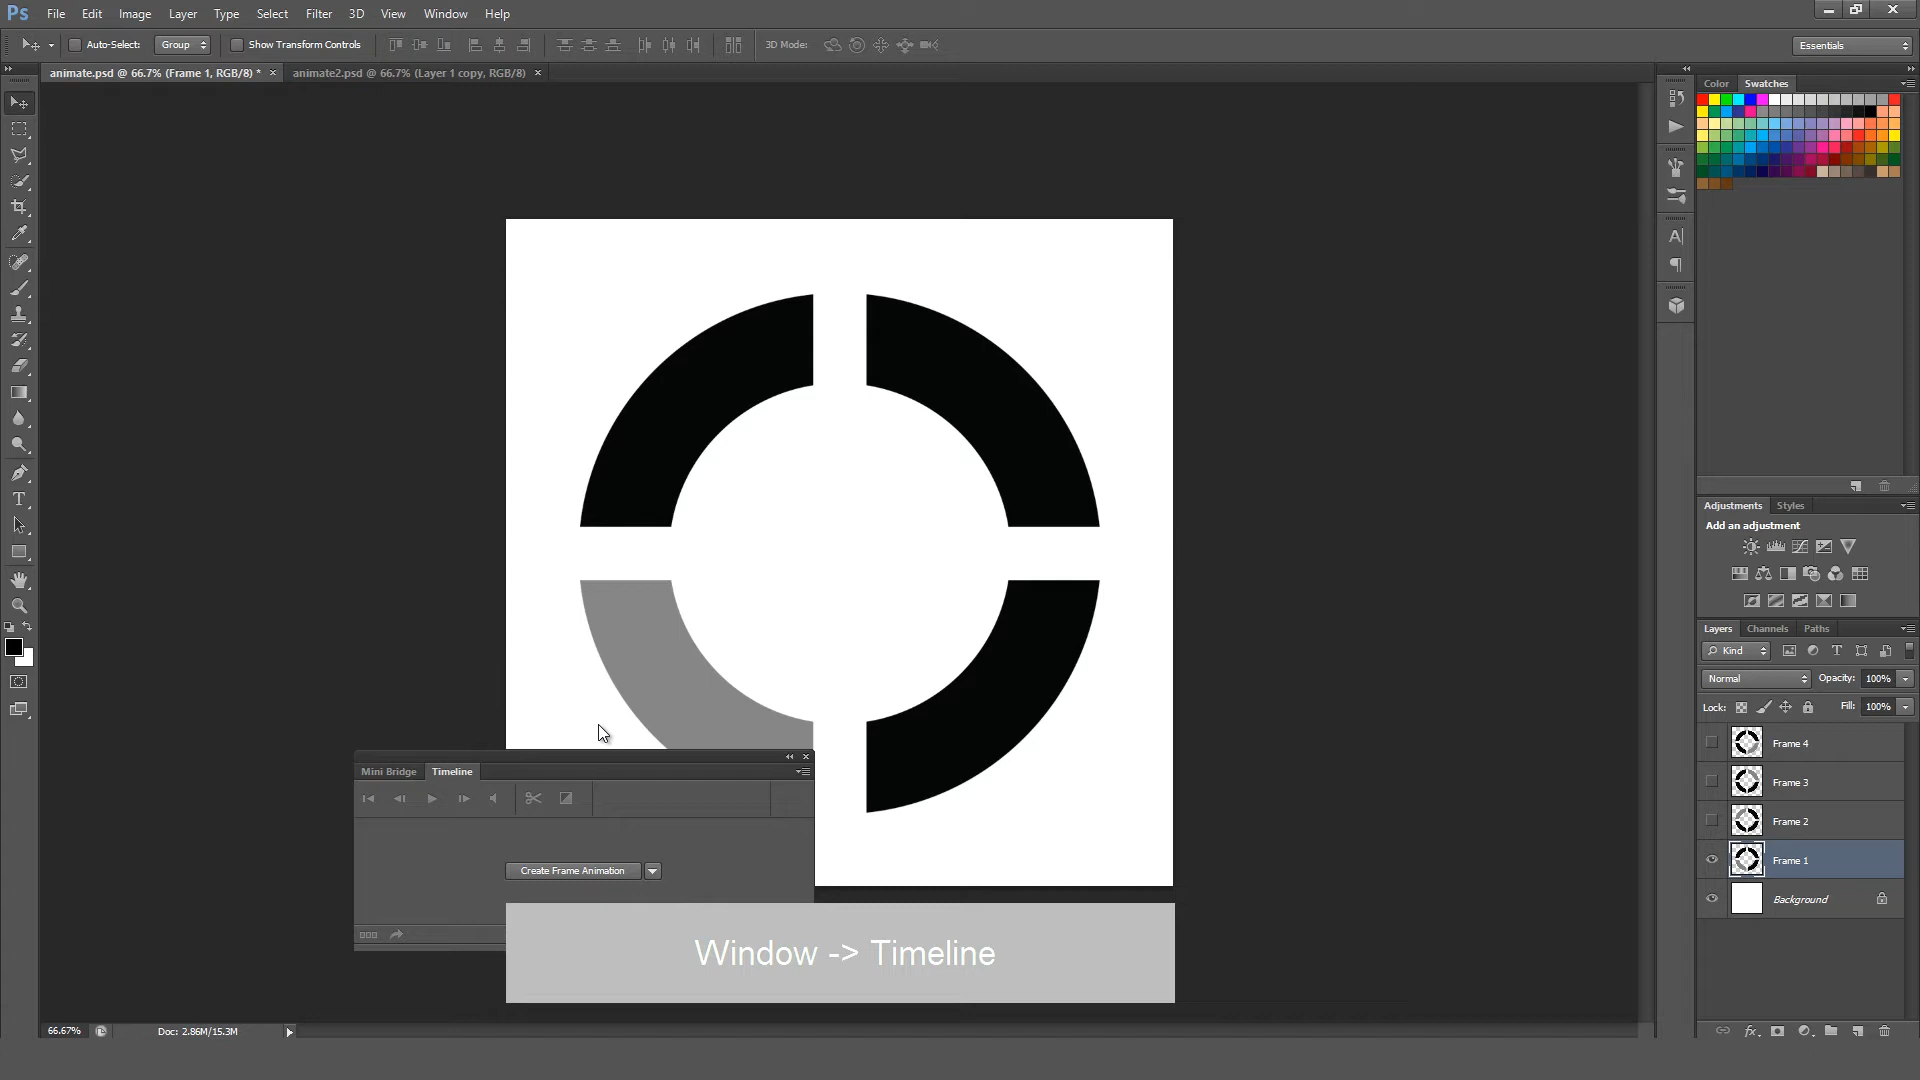 Ps File Edit Image Layer Type Select Filter 3D View Window Help
Auto-Select: Group Show Transform Controls 3D Mode: Essentials
animate.psd @ 66.7% (Frame 1, RGB/8) * × animate2.psd @ 66.7% (Layer 1 copy, RGB/8) ×
Color Swatches
Adjustments Styles
Add an adjustment
Layers Channels Paths
Kind
Normal Opacity: 100%
Lock: Fill: 100%
Frame 4
Frame 3
Frame 2
Frame 1
Background
Mini Bridge Timeline
Create Frame Animation
Window -> Timeline
66.67% Doc: 2.86M/15.3M